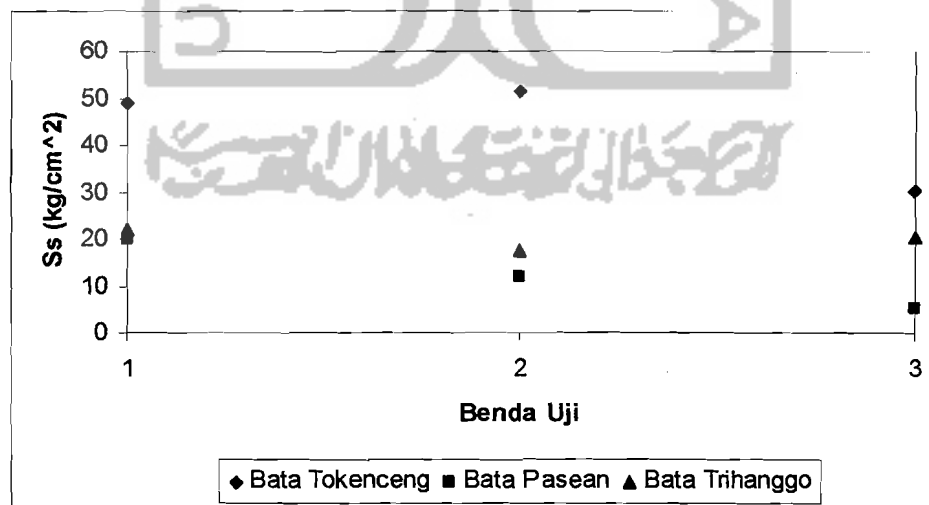 60
50
40
30
20
10
0
Ss (kg/cm^2)
1 2 3
Benda Uji
◆ Bata Tokenceng ■ Bata Pasean ▲ Bata Trihanggo